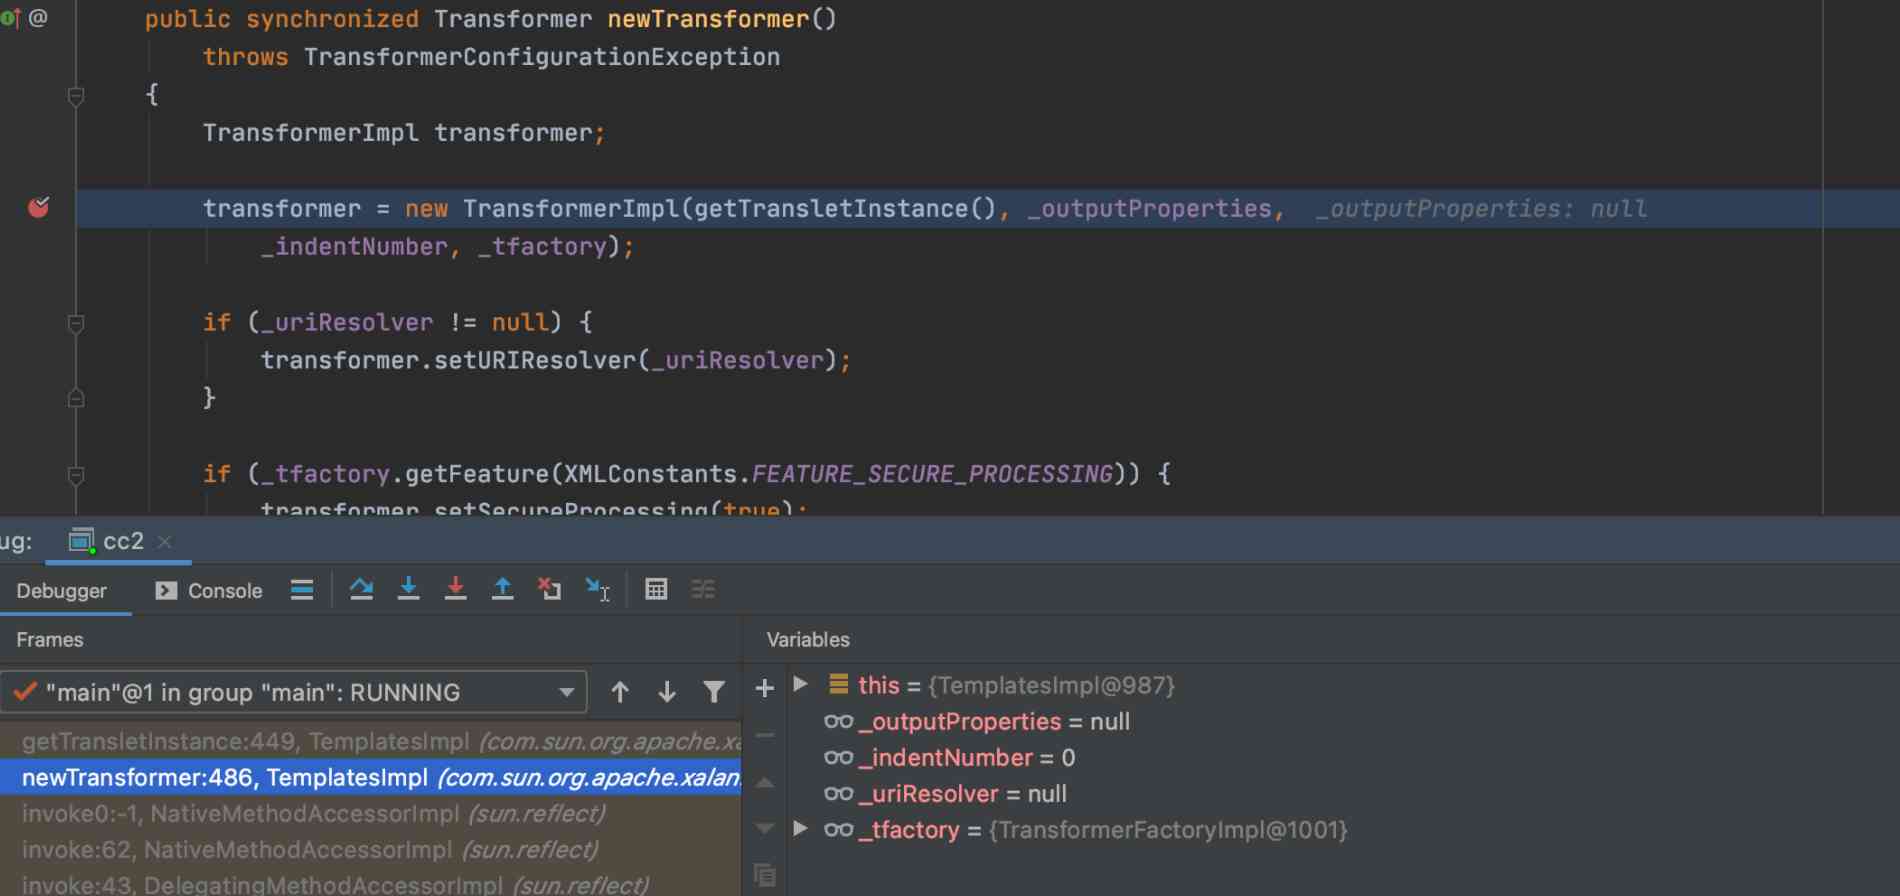 @ public synchronized Transformer newTransformer()
throws TransformerConfigurationException
{
TransformerImpl transformer;
transformer = new TransformerImpl(getTransletInstance(), _outputProperties, _outputProperties: null
_indentNumber, _tfactory);
if (_uriResolver != null) {
transformer.setURIResolver(_uriResolver);
}
if (_tfactory.getFeature(XMLConstants.FEATURE_SECURE_PROCESSING)) {
transformer.setSecureProcessing(true);
ug: cc2
Debugger Console
Frames
Variables
"main"@1 in group "main": RUNNING
getTransletInstance:449, TemplatesImpl (com.sun.org.apache.xa
newTransformer:486, TemplatesImpl (com.sun.org.apache.xalan.
invoke0:-1, NativeMethodAccessorImpl (sun.reflect)
invoke:62, NativeMethodAccessorImpl (sun.reflect)
invoke:43, DelegatingMethodAccessorImpl (sun.reflect)
this = {TemplatesImpl@987}
_outputProperties = null
_indentNumber = 0
_uriResolver = null
_tfactory = {TransformerFactoryImpl@1001}